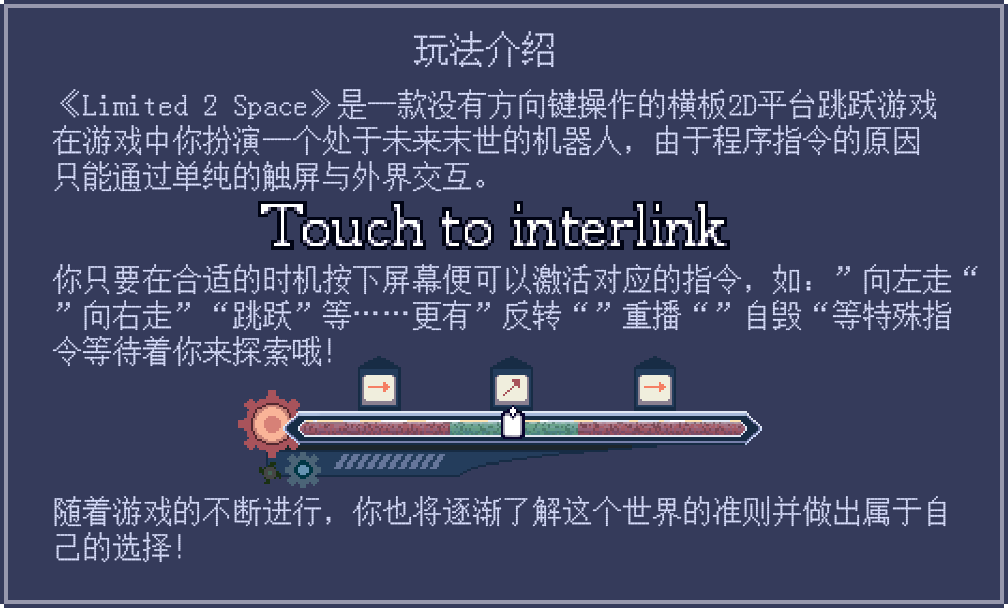 玩法介绍
《Limited 2 Space》是一款没有方向键操作的横板2D平台跳跃游戏
在游戏中你扮演一个处于未来末世的机器人，由于程序指令的原因
只能通过单纯的触屏与外界交互。
Touch to interlink
你只要在合适的时机按下屏幕便可以激活对应的指令，如：”向左走“
”向右走”“跳跃”等……更有”反转“”重播“”自毁“等特殊指
令等待着你来探索哦！
随着游戏的不断进行，你也将逐渐了解这个世界的准则并做出属于自
己的选择！